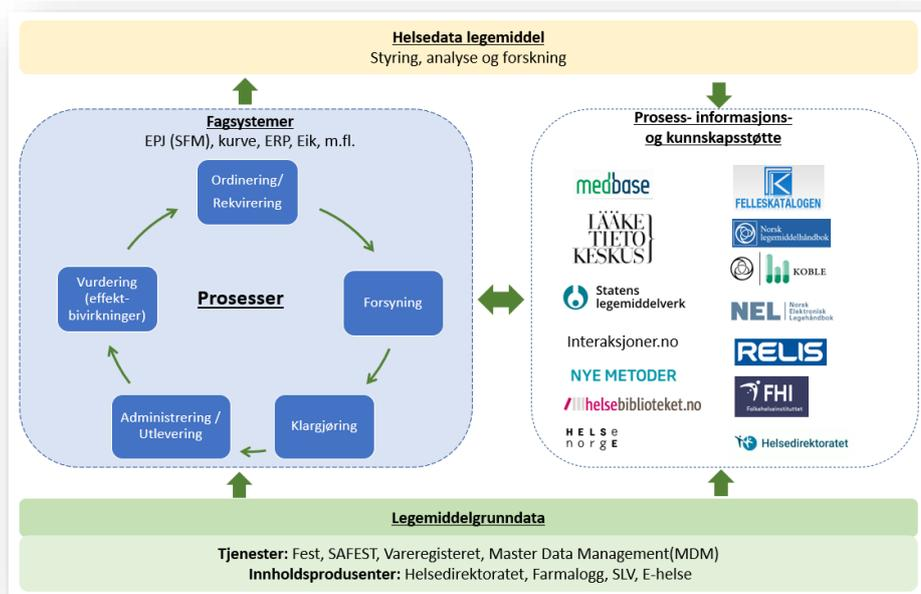 Helsedata legemiddel
Styring, analyse og forskning
Fagsystemer
EPJ (SFM), kurve, ERP, Eik, m.fl.
Ordinering/
Rekvirering
Forsyning
Klargjøring
Administrering /
Utlevering
Vurdering
(effekt-
bivirkninger)
Prosesser
Prosess- informasjons-
og kunnskapsstøtte
medbase
LÄÄKE
TIETO
KESKUS
Statens
legemiddelverk
Interaksjoner.no
NYE METODER
helsebiblioteket.no
HELSe
norgE
FELLESKATALOGEN
Norsk
legemiddelhåndbok
KOBLE
NEL Norsk
Elektronisk
Legehåndbok
RELIS
FHI
Folkehelseinstituttet
Helsedirektoratet
Legemiddelgrunndata
Tjenester: Fest, SAFEST, Vareregisteret, Master Data Management(MDM)
Innholdsprodusenter: Helsedirektoratet, Farmalogg, SLV, E-helse